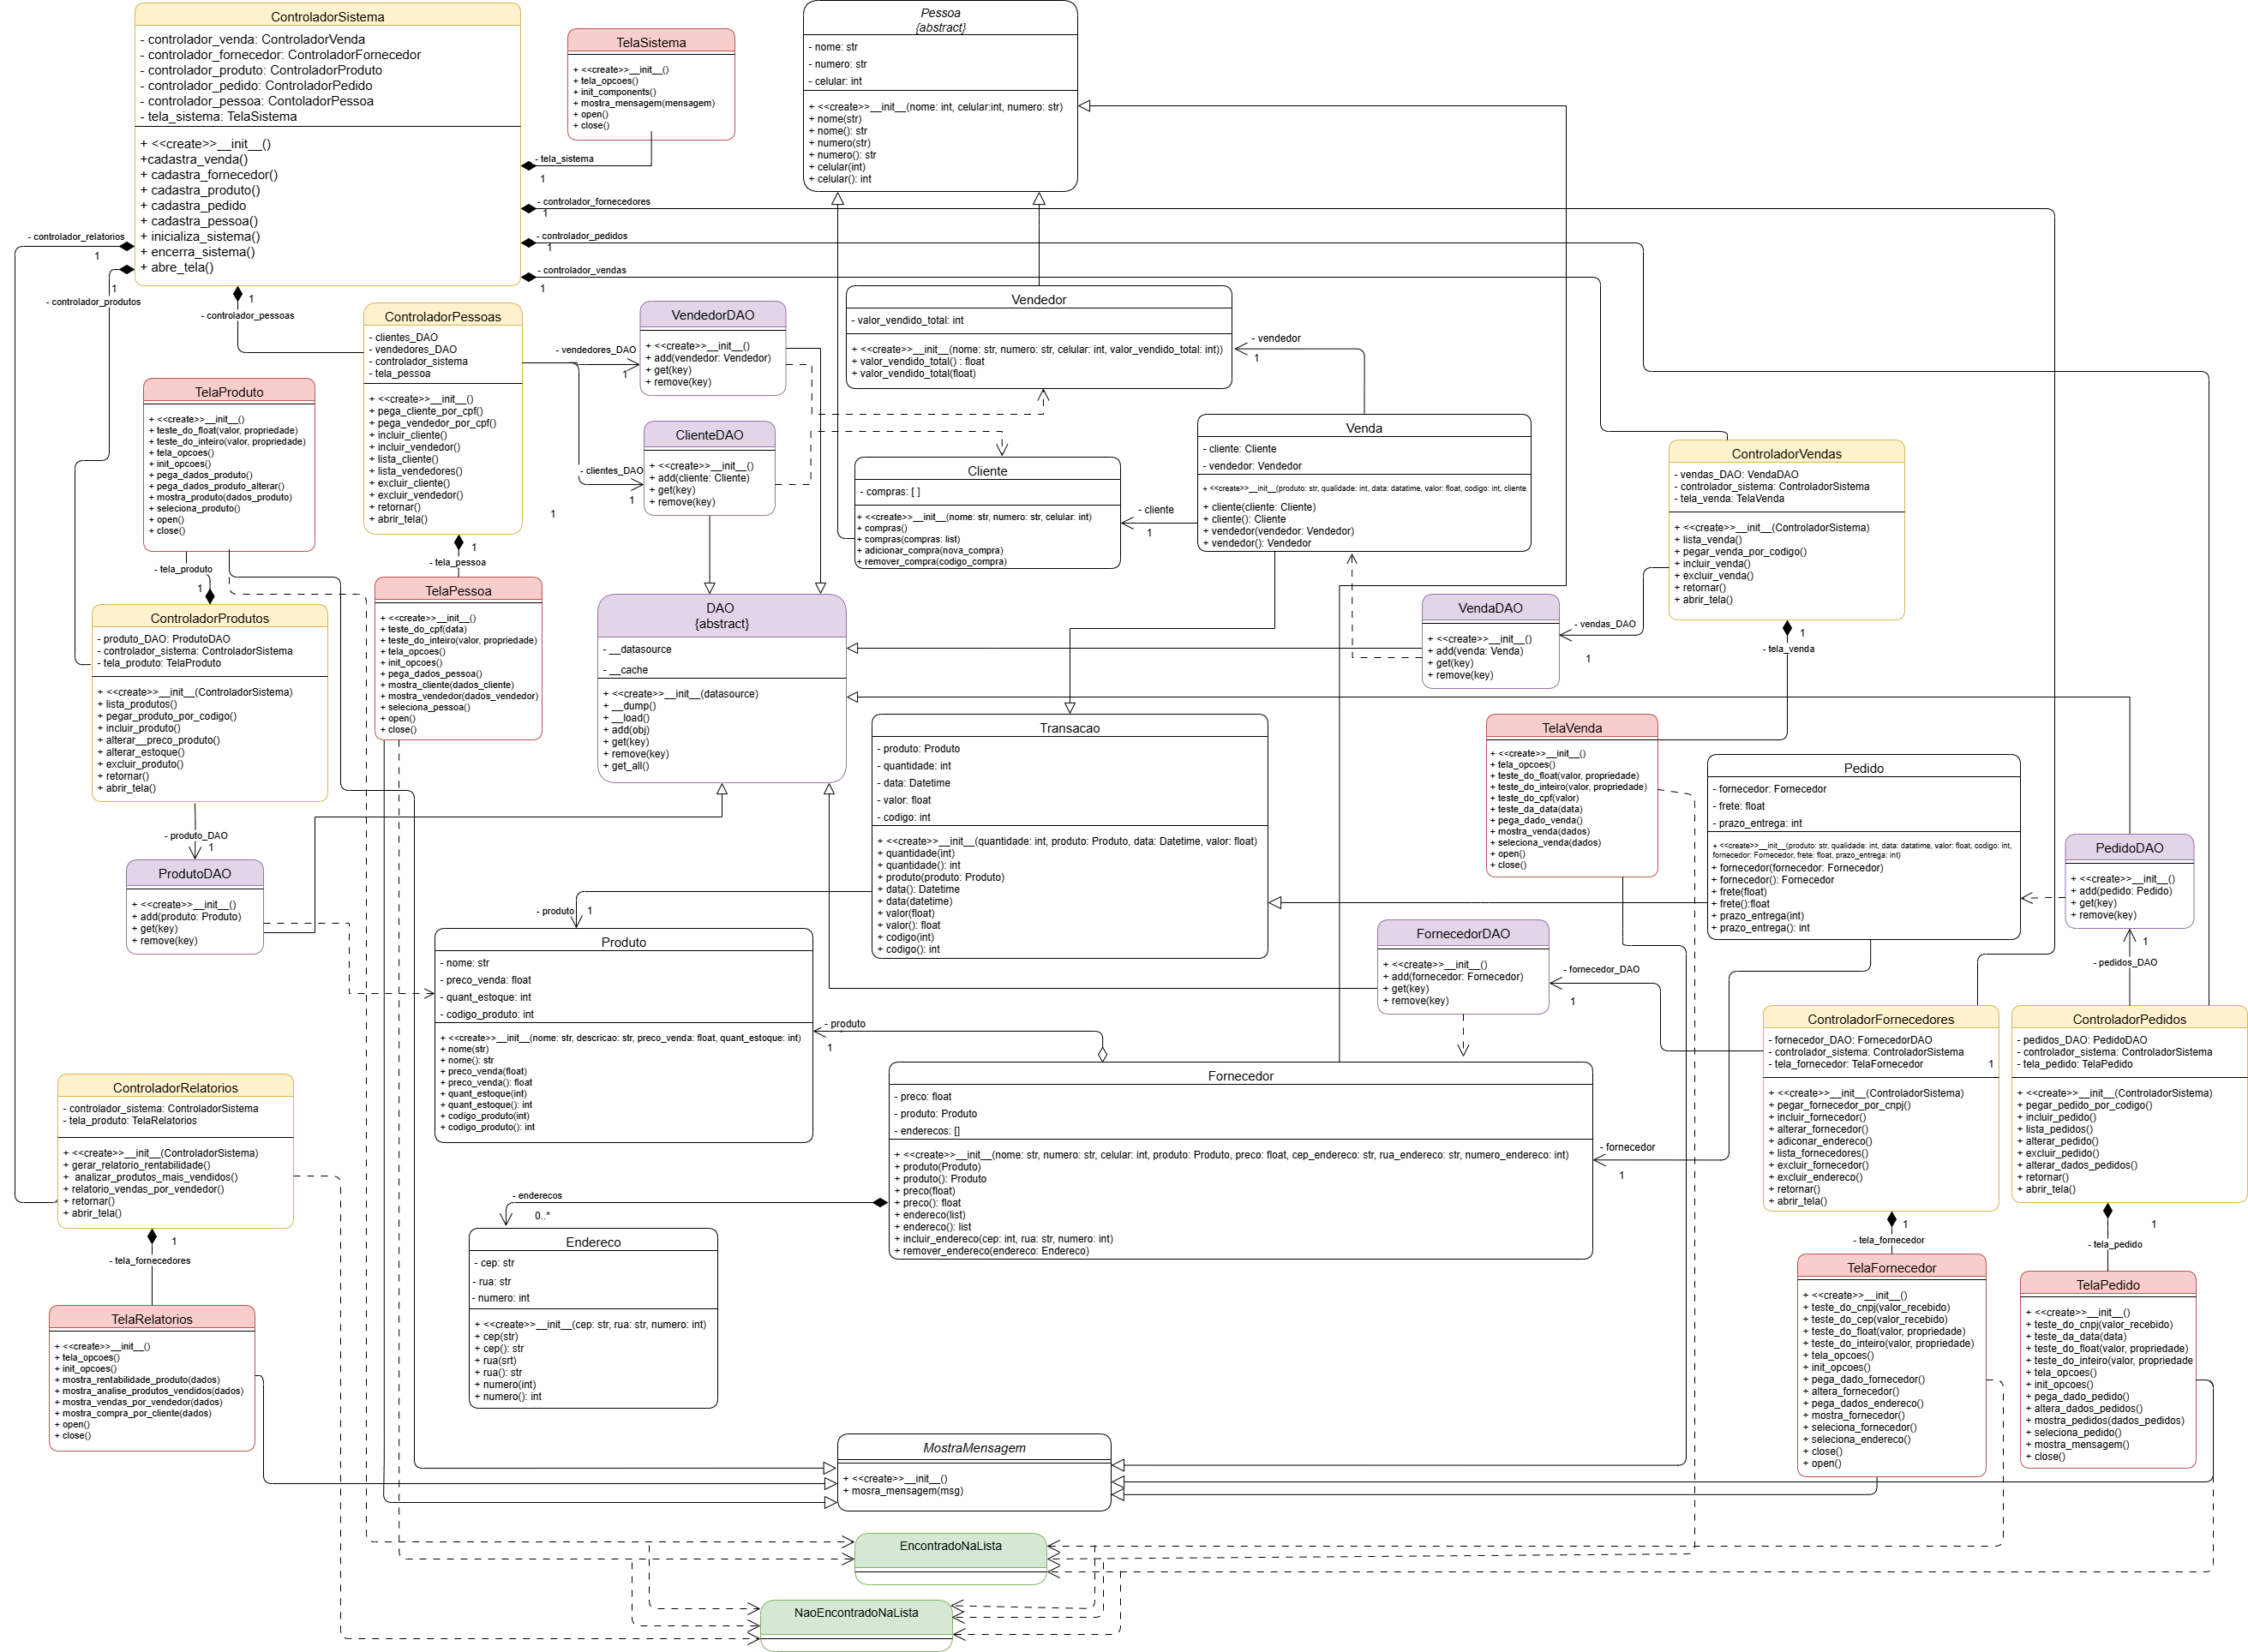 ControladorSistema
- controlador_venda: ControladorVenda
- controlador_fornecedor: ControladorFornecedor
- controlador_produto: ControladorProduto
- controlador_pedido: ControladorPedido
- controlador_pessoa: ContoladorPessoa
- tela_sistema: TelaSistema
+ <<create>>__init__()
+cadastra_venda()
+ cadastra_fornecedor()
+ cadastra_produto()
+ cadastra_pedido
+ cadastra_pessoa()
+ inicializa_sistema()
+ encerra_sistema()
+ abre_tela()
TelaSistema
+ <<create>>__init__()
+ tela_opcoes()
+ init_components()
+ mostra_mensagem(mensagem)
+ open()
+ close()
Pessoa
{abstract}
- nome: str
- numero: str
- celular: int
+ <<create>>__init__(nome: int, celular:int, numero: str)
+ nome(str)
+ nome(): str
+ numero(str)
+ numero(): str
+ celular(int)
+ celular(): int
- tela_sistema
1
- controlador_fornecedores
1
- controlador_pedidos
1
- controlador_vendas
1
- controlador_relatorios
1
- controlador_produtos
1
- controlador_pessoas
1
ControladorPessoas
- clientes_DAO
- vendedores_DAO
- controlador_sistema
- tela_pessoa
+ <<create>>__init__()
+ pega_cliente_por_cpf()
+ pega_vendedor_por_cpf()
+ incluir_cliente()
+ incluir_vendedor()
+ lista_cliente()
+ lista_vendedores()
+ excluir_cliente()
+ excluir_vendedor()
+ retornar()
+ abrir_tela()
- vendedores_DAO
1
- clientes_DAO
1
1
VendedorDAO
+ <<create>>__init__()
+ add(vendedor: Vendedor)
+ get(key)
+ remove(key)
ClienteDAO
+ <<create>>__init__()
+ add(cliente: Cliente)
+ get(key)
+ remove(key)
Vendedor
- valor_vendido_total: int
+ <<create>>__init__(nome: str, numero: str, celular: int, valor_vendido_total: int))
+ valor_vendido_total() : float
+ valor_vendido_total(float)
- vendedor
1
Cliente
- compras: [ ]
+ <<create>>__init__(nome: str, numero: str, celular: int)
+ compras()
+ compras(compras: list)
+ adicionar_compra(nova_compra)
+ remover_compra(codigo_compra)
- cliente
1
Venda
- cliente: Cliente
- vendedor: Vendedor
+ <<create>>__init__(produto: str, qualidade: int, data: datatime, valor: float, codigo: int, cliente
+ cliente(cliente: Cliente)
+ cliente(): Cliente
+ vendedor(vendedor: Vendedor)
+ vendedor(): Vendedor
ControladorVendas
- vendas_DAO: VendaDAO
- controlador_sistema: ControladorSistema
- tela_venda: TelaVenda
+ <<create>>__init__(ControladorSistema)
+ lista_venda()
+ pegar_venda_por_codigo()
+ incluir_venda()
+ excluir_venda()
+ retornar()
+ abrir_tela()
TelaProduto
+ <<create>>__init__()
+ teste_do_float(valor, propriedade)
+ teste_do_inteiro(valor, propriedade)
+ tela_opcoes()
+ init_opcoes()
+ pega_dados_produto()
+ pega_dados_produto_alterar()
+ mostra_produto(dados_produto)
+ seleciona_produto()
+ open()
+ close()
- tela_produto
1
- tela_pessoa
1
TelaPessoa
+ <<create>>__init__()
+ teste_do_cpf(data)
+ teste_do_inteiro(valor, propriedade)
+ tela_opcoes()
+ init_opcoes()
+ pega_dados_pessoa()
+ mostra_cliente(dados_cliente)
+ mostra_vendedor(dados_vendedor)
+ seleciona_pessoa()
+ open()
+ close()
ControladorProdutos
- produto_DAO: ProdutoDAO
- controlador_sistema: ControladorSistema
- tela_produto: TelaProduto
+ <<create>>__init__(ControladorSistema)
+ lista_produtos()
+ pegar_produto_por_codigo()
+ incluir_produto()
+ alterar__preco_produto()
+ alterar_estoque()
+ excluir_produto()
+ retornar()
+ abrir_tela()
DAO
{abstract}
- __datasource
- __cache
+ <<create>>__init__(datasource)
+ __dump()
+ __load()
+ add(obj)
+ get(key)
+ remove(key)
+ get_all()
VendaDAO
+ <<create>>__init__()
+ add(venda: Venda)
+ get(key)
+ remove(key)
- vendas_DAO
1
- tela_venda
1
TelaVenda
+ <<create>>__init__()
+ tela_opcoes()
+ teste_do_float(valor, propriedade)
+ teste_do_inteiro(valor, propriedade)
+ teste_do_cpf(valor)
+ teste_da_data(data)
+ pega_dado_venda()
+ mostra_venda(dados)
+ seleciona_venda(dados)
+ open()
+ close()
Transacao
- produto: Produto
- quantidade: int
- data: Datetime
- valor: float
- codigo: int
+ <<create>>__init__(quantidade: int, produto: Produto, data: Datetime, valor: float)
+ quantidade(int)
+ quantidade(): int
+ produto(produto: Produto)
+ data(): Datetime
+ data(datetime)
+ valor(float)
+ valor(): float
+ codigo(int)
+ codigo(): int
Pedido
- fornecedor: Fornecedor
- frete: float
- prazo_entrega: int
+ <<create>>__init__(produto: str, qualidade: int, data: datatime, valor: float, codigo: int,
fornecedor: Fornecedor, frete: float, prazo_entrega: int)
+ fornecedor(fornecedor: Fornecedor)
+ fornecedor(): Fornecedor
+ frete(float)
+ frete():float
+ prazo_entrega(int)
+ prazo_entrega(): int
PedidoDAO
+ <<create>>__init__()
+ add(pedido: Pedido)
+ get(key)
+ remove(key)
1
- pedidos_DAO
- produto_DAO
1
ProdutoDAO
+ <<create>>__init__()
+ add(produto: Produto)
+ get(key)
+ remove(key)
- produto
1
Produto
- nome: str
- preco_venda: float
- quant_estoque: int
- codigo_produto: int
+ <<create>>__init__(nome: str, descricao: str, preco_venda: float, quant_estoque: int)
+ nome(str)
+ nome(): str
+ preco_venda(float)
+ preco_venda(): float
+ quant_estoque(int)
+ quant_estoque(): int
+ codigo_produto(int)
+ codigo_produto(): int
- produto
1
FornecedorDAO
+ <<create>>__init__()
+ add(fornecedor: Fornecedor)
+ get(key)
+ remove(key)
- fornecedor_DAO
1
ControladorFornecedores
- fornecedor_DAO: FornecedorDAO
- controlador_sistema: ControladorSistema
- tela_fornecedor: TelaFornecedor
1
+ <<create>>__init__(ControladorSistema)
+ pegar_fornecedor_por_cnpj()
+ incluir_fornecedor()
+ alterar_fornecedor()
+ adiconar_endereco()
+ lista_fornecedores()
+ excluir_fornecedor()
+ excluir_endereco()
+ retornar()
+ abrir_tela()
ControladorPedidos
- pedidos_DAO: PedidoDAO
- controlador_sistema: ControladorSistema
- tela_pedido: TelaPedido
+ <<create>>__init__(ControladorSistema)
+ pegar_pedido_por_codigo()
+ incluir_pedido()
+ lista_pedidos()
+ alterar_pedido()
+ excluir_pedido()
+ alterar_dados_pedidos()
+ retornar()
+ abrir_tela()
Fornecedor
- preco: float
- produto: Produto
- enderecos: []
+ <<create>>__init__(nome: str, numero: str, celular: int, produto: Produto, preco: float, cep_endereco: str, rua_endereco: str, numero_endereco: int)
+ produto(Produto)
+ produto(): Produto
+ preco(float)
+ preco(): float
+ endereco(list)
+ endereco(): list
+ incluir_endereco(cep: int, rua: str, numero: int)
+ remover_endereco(endereco: Endereco)
- fornecedor
1
ControladorRelatorios
- controlador_sistema: ControladorSistema
- tela_produto: TelaRelatorios
+ <<create>>__init__(ControladorSistema)
+ gerar_relatorio_rentabilidade()
+ analizar_produtos_mais_vendidos()
+ relatorio_vendas_por_vendedor()
+ retornar()
+ abrir_tela()
1
- tela_fornecedores
- enderecos
0..*
Endereco
- cep: str
- rua: str
- numero: int
+ <<create>>__init__(cep: str, rua: str, numero: int)
+ cep(str)
+ cep(): str
+ rua(srt)
+ rua(): str
+ numero(int)
+ numero(): int
1
- tela_fornecedor
1
- tela_pedido
TelaRelatorios
+ <<create>>__init__()
+ tela_opcoes()
+ init_opcoes()
+ mostra_rentabilidade_produto(dados)
+ mostra_analise_produtos_vendidos(dados)
+ mostra_vendas_por_vendedor(dados)
+ mostra_compra_por_cliente(dados)
+ open()
+ close()
TelaFornecedor
+ <<create>>__init__()
+ teste_do_cnpj(valor_recebido)
+ teste_do_cep(valor_recebido)
+ teste_do_float(valor, propriedade)
+ teste_do_inteiro(valor, propriedade)
+ tela_opcoes()
+ init_opcoes()
+ pega_dado_fornecedor()
+ altera_fornecedor()
+ pega_dados_endereco()
+ mostra_fornecedor()
+ seleciona_fornecedor()
+ seleciona_endereco()
+ close()
+ open()
TelaPedido
+ <<create>>__init__()
+ teste_do_cnpj(valor_recebido)
+ teste_da_data(data)
+ teste_do_float(valor, propriedade)
+ teste_do_inteiro(valor, propriedade
+ tela_opcoes()
+ init_opcoes()
+ pega_dado_pedido()
+ altera_dados_pedidos()
+ mostra_pedidos(dados_pedidos)
+ seleciona_pedido()
+ mostra_mensagem()
+ close()
MostraMensagem
+ <<create>>__init__()
+ mosra_mensagem(msg)
EncontradoNaLista
NaoEncontradoNaLista